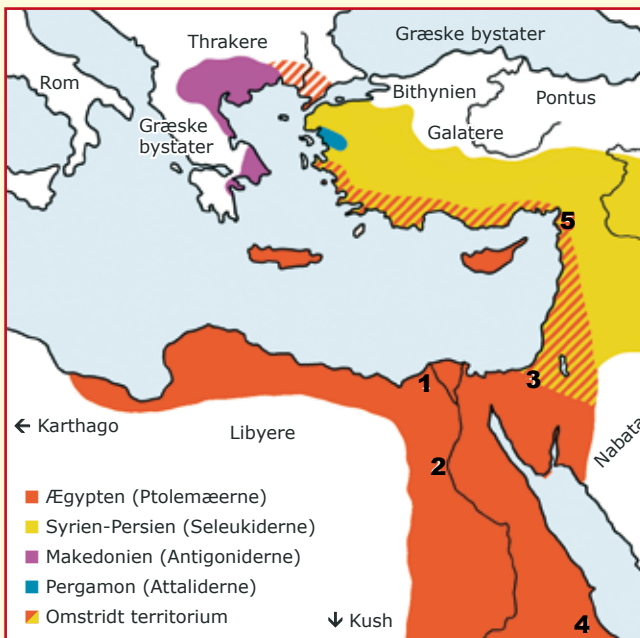 Thrakere
Græske bystater
Rom
Bithynien
Pontus
Græske
bystater
Galatere
5
1
3
2
← Karthago
Libyere
Nabata
Ægypten (Ptolemæerne)
Syrien-Persien (Seleukiderne)
Makedonien (Antigoniderne)
Pergamon (Attaliderne)
Omstridt territorium
↓ Kush
4